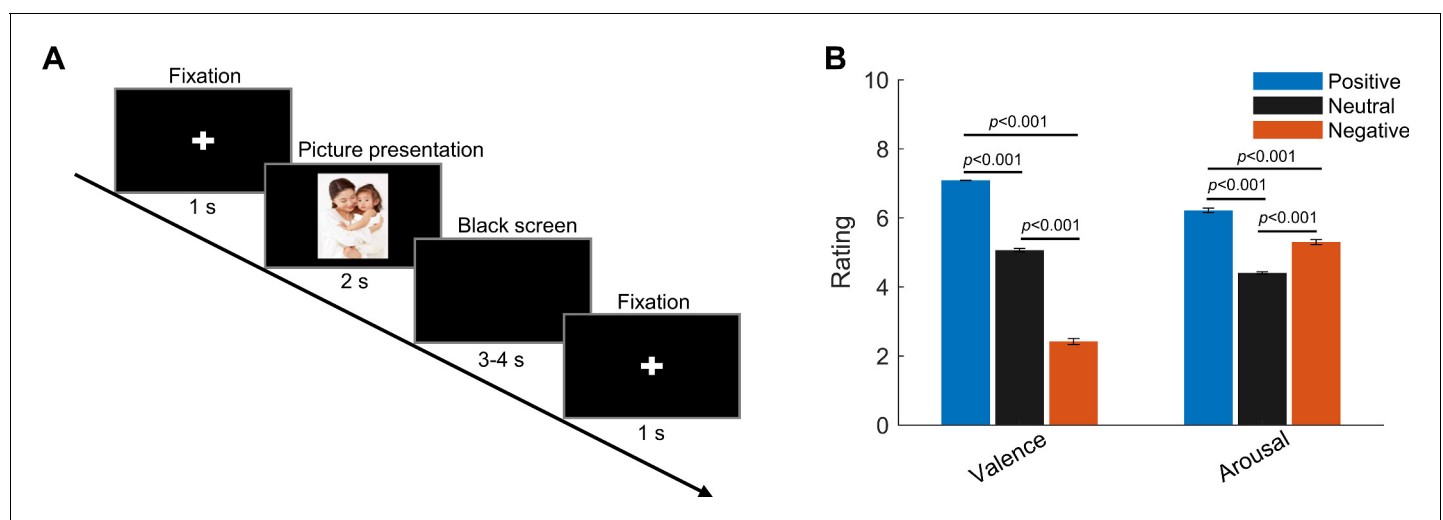 A
Fixation
1 s
Picture presentation
2 s
Black screen
3-4 s
Fixation
1 s
B
10
8
6
4
2
0
Rating
Positive
Neutral
Negative
p<0.001
p<0.001
p<0.001
p<0.001
p<0.001
p<0.001
Valence
Arousal